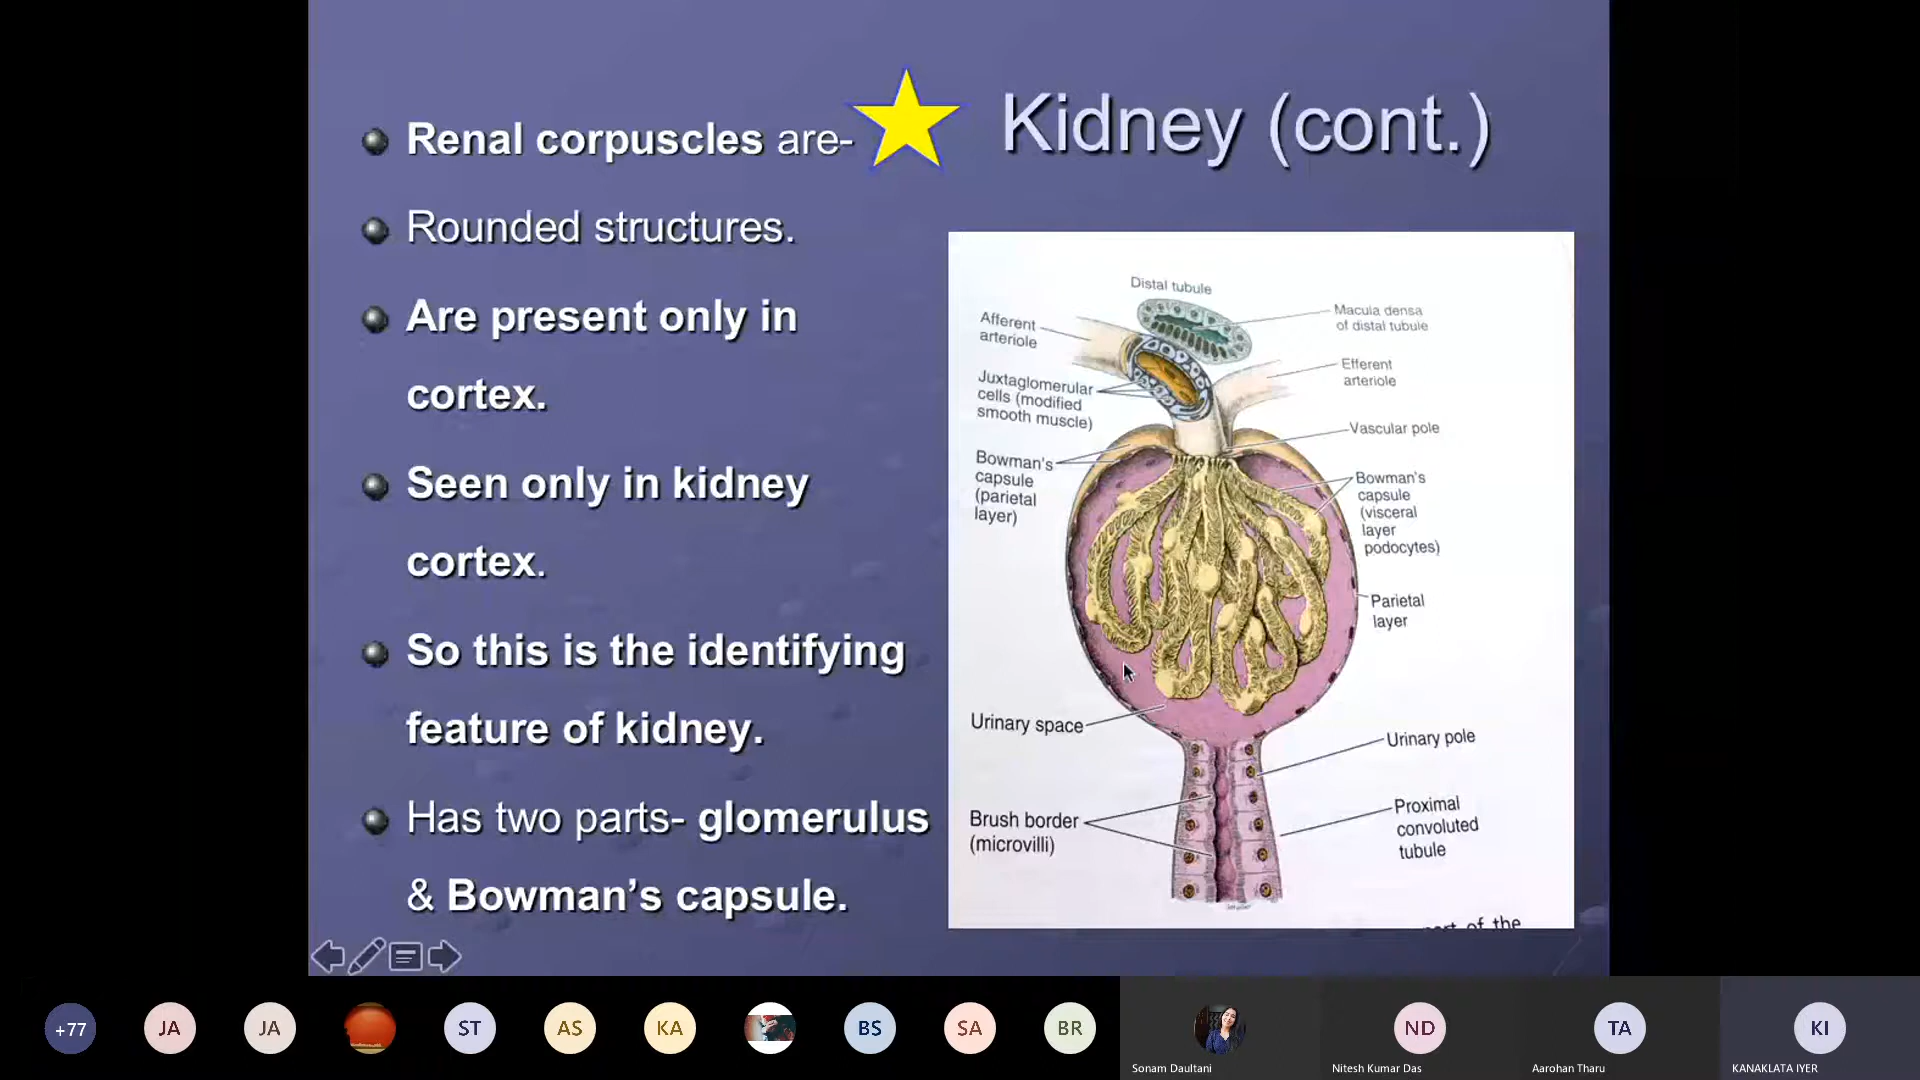 Kidney (cont.)
Renal corpuscles are-
Rounded structures.
Are present only in
cortex.
Seen only in kidney
cortex.
So this is the identifying
feature of kidney.
Has two parts- glomerulus
& Bowman's capsule.
Distal tubule
Afferent
arteriole
Macula densa
of distal tubule
Juxtaglomerular
cells (modified
smooth muscle)
Efferent
arteriole
Vascular pole
Bowman's
capsule
(parietal
layer)
Bowman's
capsule
(visceral
layer
podocytes)
Parietal
layer
Urinary space
Urinary pole
Brush border
(microvilli)
Proximal
convoluted
tubule
part of the
+77
JA
JA
ST
AS
KA
BS
SA
BR
ND
TA
KI
Sonam Daultani
Nitesh Kumar Das
Aarohan Tharu
KANAKLATA IYER